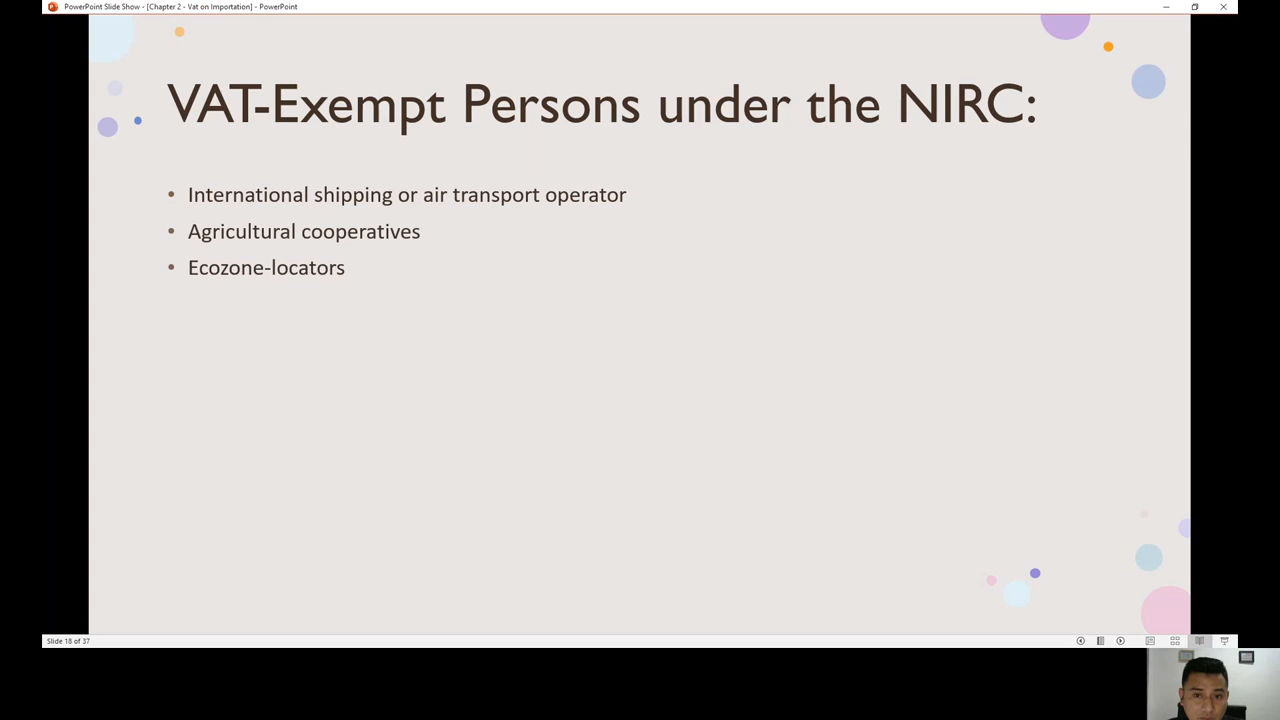 PowerPoint Slide Show - [Chapter 2 - Vat on Importation] - PowerPoint
VAT-Exempt Persons under the NIRC:
• International shipping or air transport operator
• Agricultural cooperatives
• Ecozone-locators
Slide 18 of 37